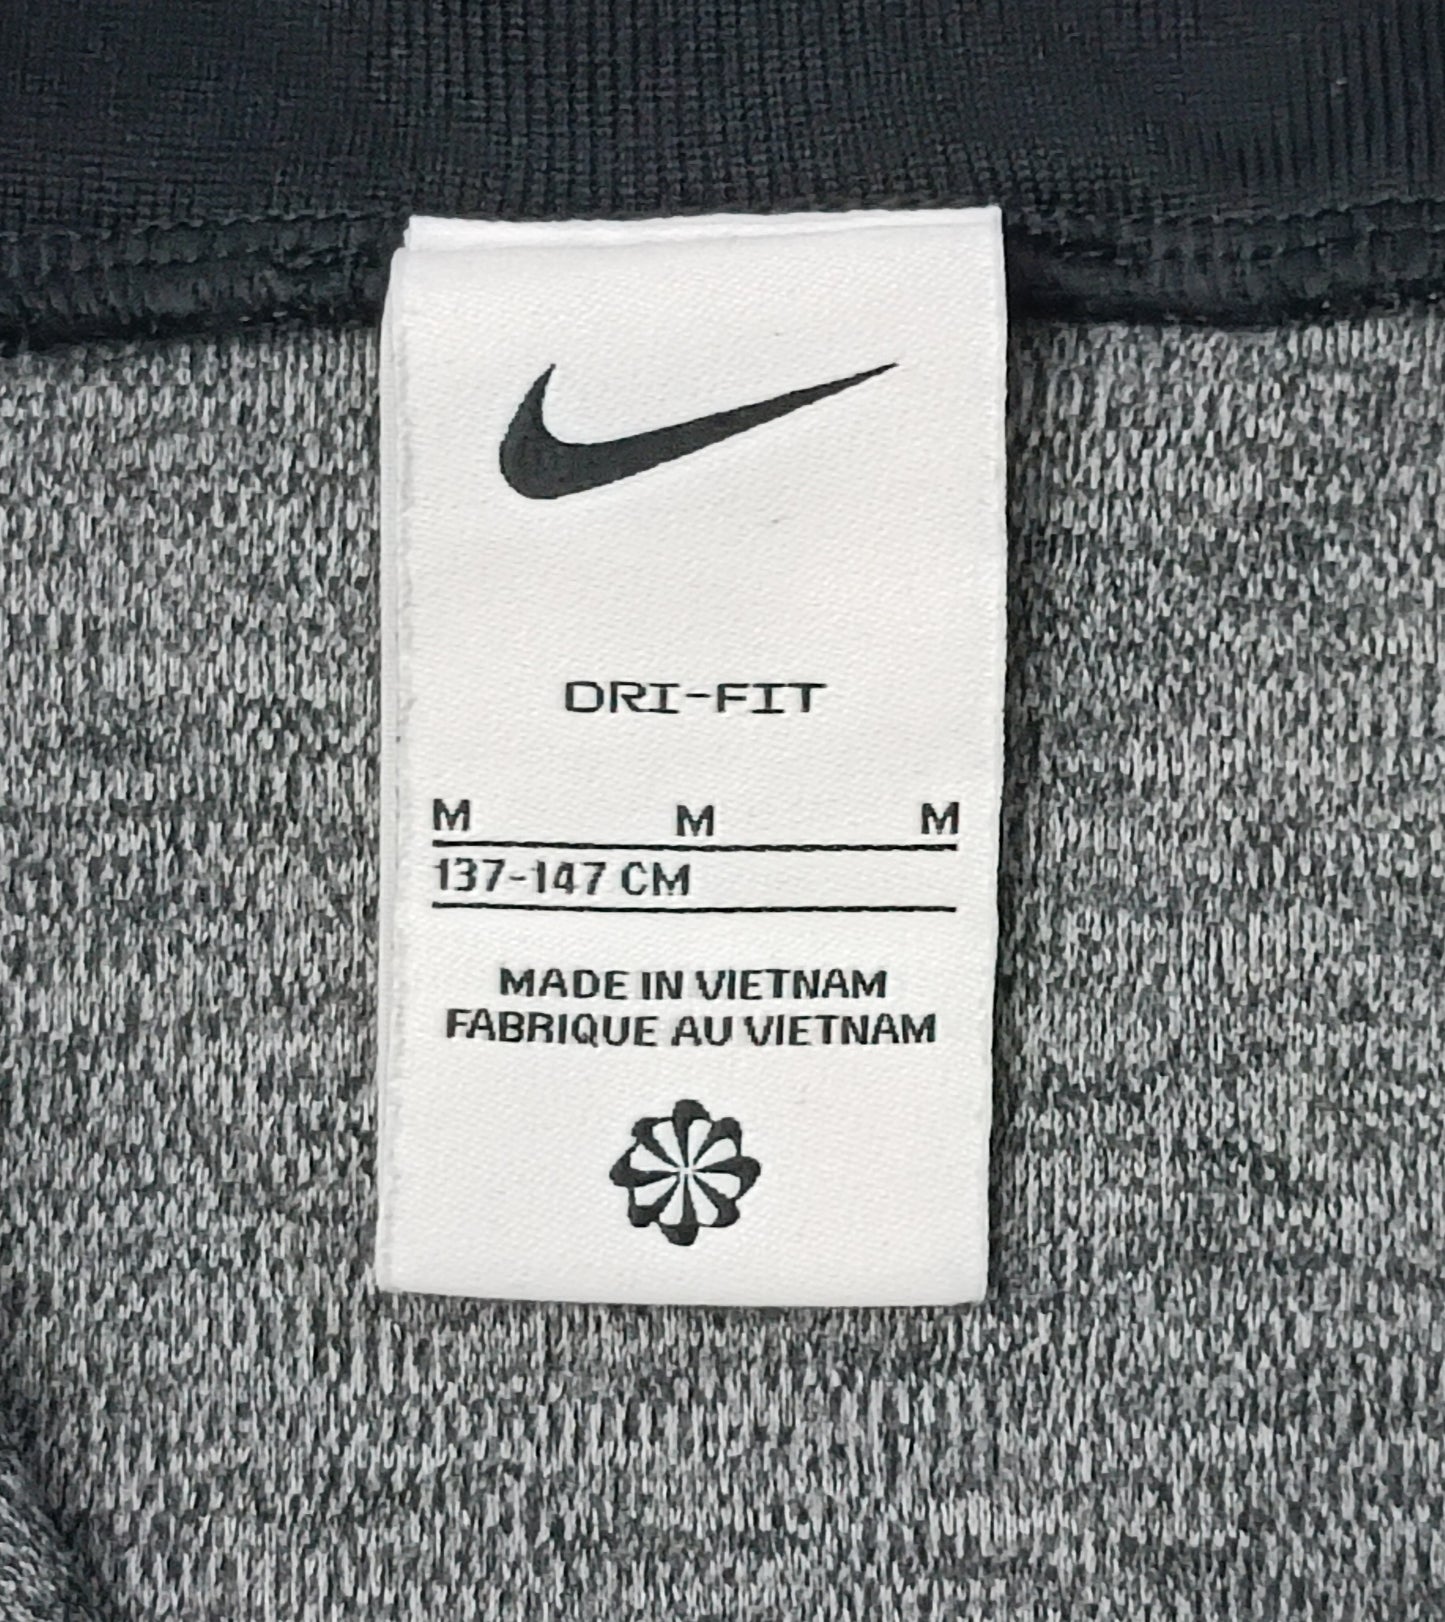 DRI-FIT
M M M
137-147 CM
MADE IN VIETNAM
FABRIQUE AU VIETNAM